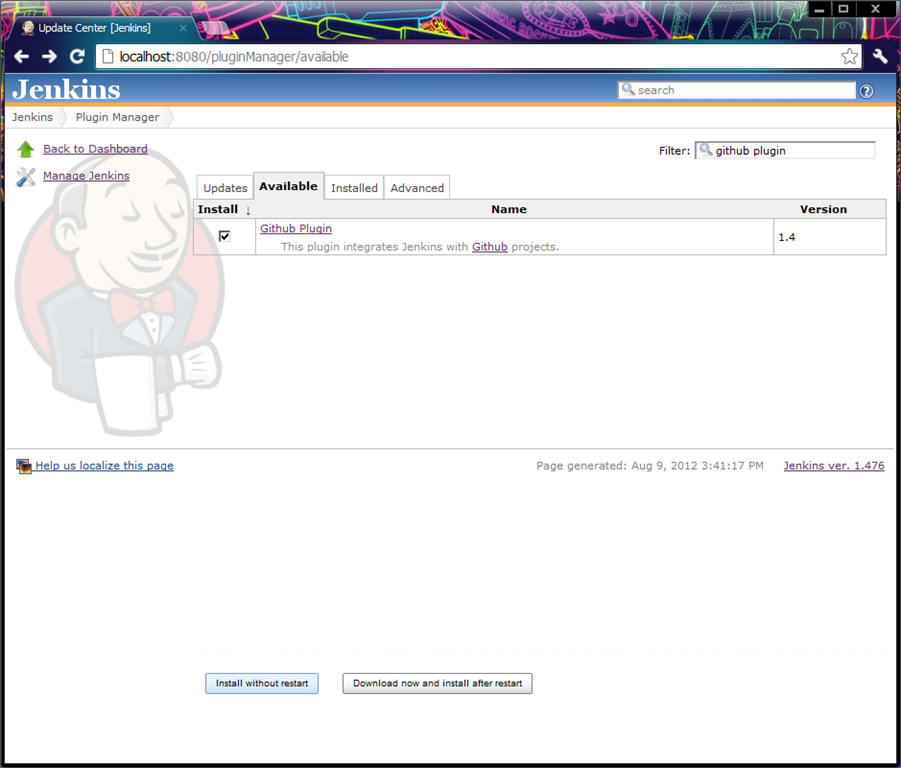 Update Center [Jenkins]
localhost:8080/pluginManager/available
Jenkins
search
Jenkins
Plugin Manager
Back to Dashboard
Filter: github plugin
Manage Jenkins
Updates Available Installed Advanced
Install ↓ Name Version
Github Plugin
This plugin integrates Jenkins with Github projects.
1.4
Help us localize this page
Page generated: Aug 9, 2012 3:41:17 PM
Jenkins ver. 1.476
Install without restart
Download now and install after restart